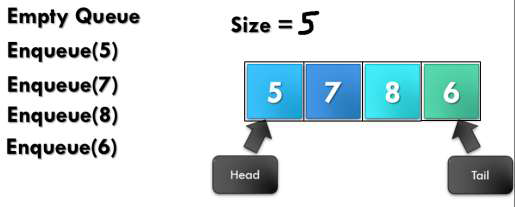 Empty Queue
Size = 5
Enqueue(5)
Enqueue(7)
Enqueue(8)
Enqueue(6)
5 7 8 6
Head
Tail